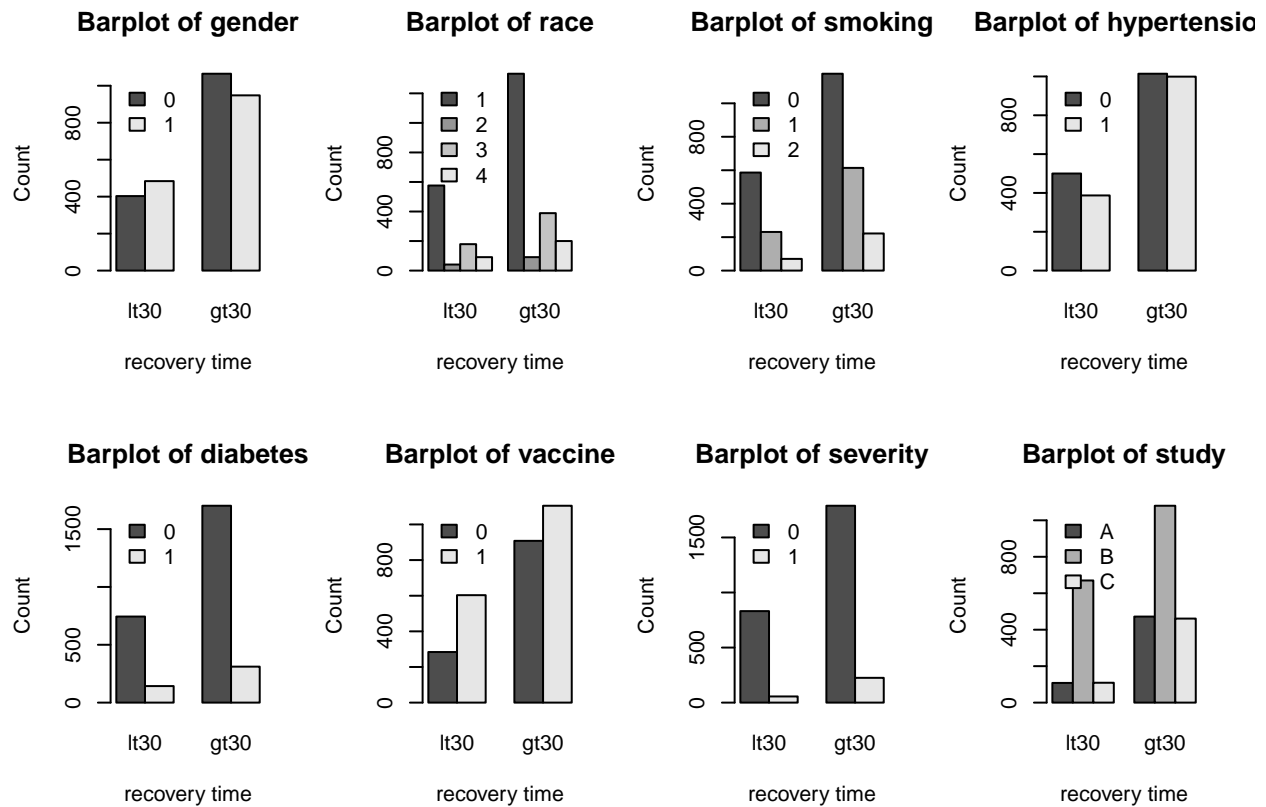 Barplot of gender
Count
0
400
800
0
1
lt30
gt30
recovery time
Barplot of race
Count
0
400
800
1
2
3
4
lt30
gt30
recovery time
Barplot of smoking
Count
0
400
800
0
1
2
lt30
gt30
recovery time
Barplot of hypertensio
Count
0
400
800
0
1
lt30
gt30
recovery time
Barplot of diabetes
Count
0
500
1500
0
1
lt30
gt30
recovery time
Barplot of vaccine
Count
0
400
800
0
1
lt30
gt30
recovery time
Barplot of severity
Count
0
500
1500
0
1
lt30
gt30
recovery time
Barplot of study
Count
0
400
800
A
B
C
lt30
gt30
recovery time